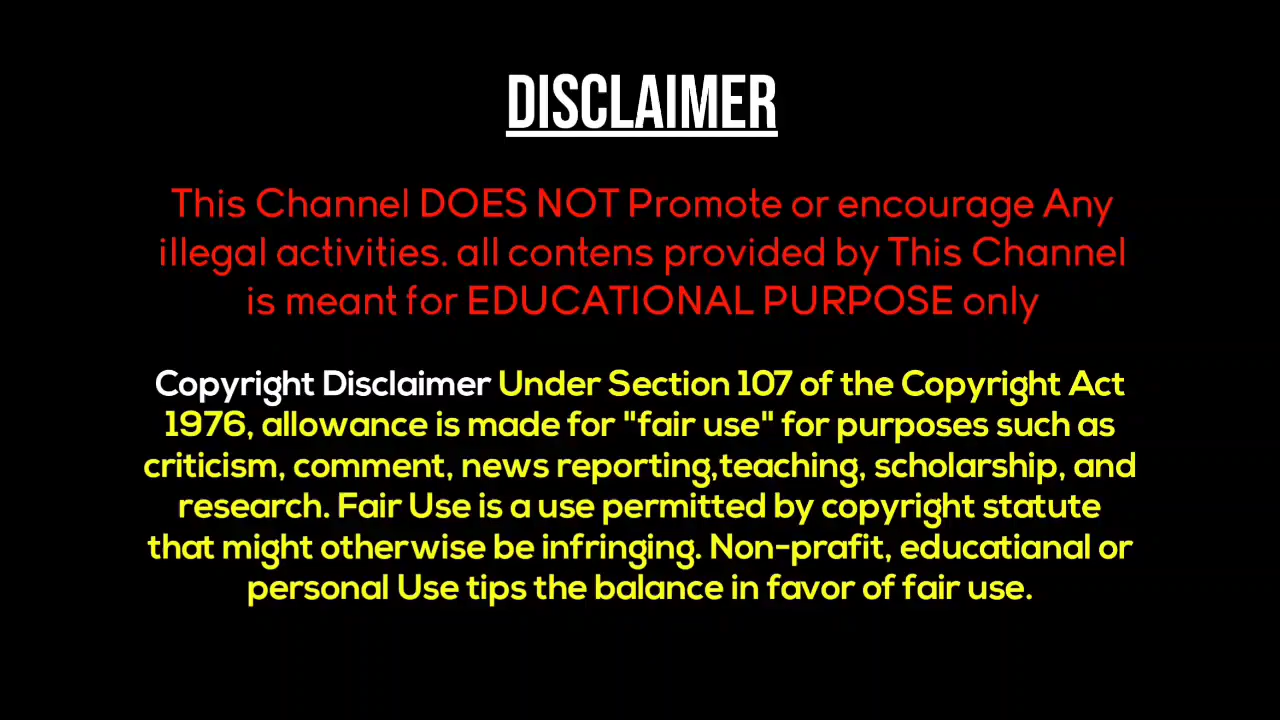 DISCLAIMER
This Channel DOES NOT Promote or encourage Any
illegal activities. all contens provided by This Channel
is meant for EDUCATIONAL PURPOSE only
Copyright Disclaimer Under Section 107 of the Copyright Act
1976, allowance is made for "fair use" for purposes such as
criticism, comment, news reporting,teaching, scholarship, and
research. Fair Use is a use permitted by copyright statute
that might otherwise be infringing. Non-prafit, educatianal or
personal Use tips the balance in favor of fair use.